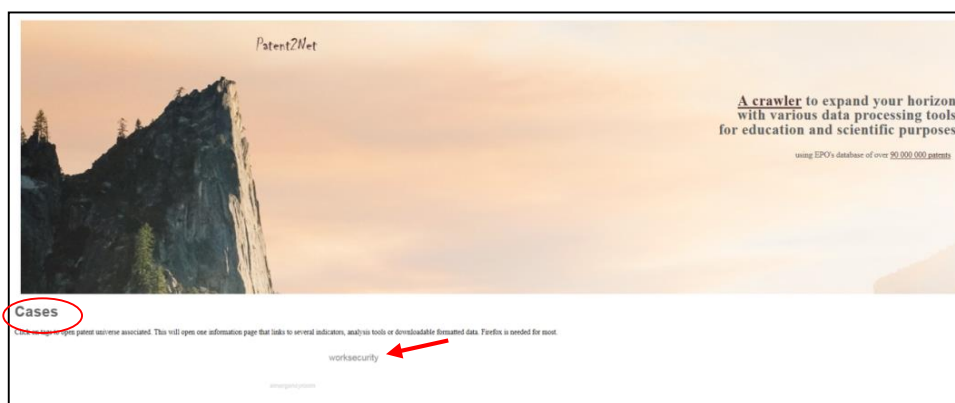 Patent2Net
A crawler to expand your horizon
with various data processing tools
for education and scientific purposes
using EPO's database of over 90 000 000 patents
Cases
Click on tags to open patent universe associated. This will open one information page that links to several indicators, analysis tools or downloadable formatted data. Firefox is needed for most.
worksecurity